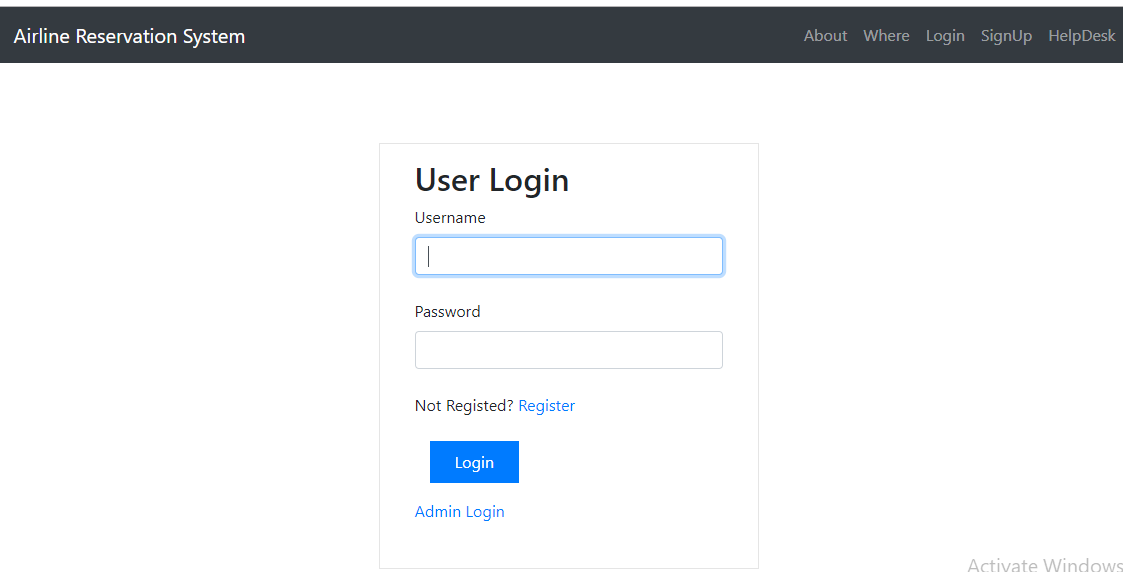 Airline Reservation System About Where Login SignUp HelpDesk
User Login
Username
Password
Not Registed? Register
Login
Admin Login
Activate Windows